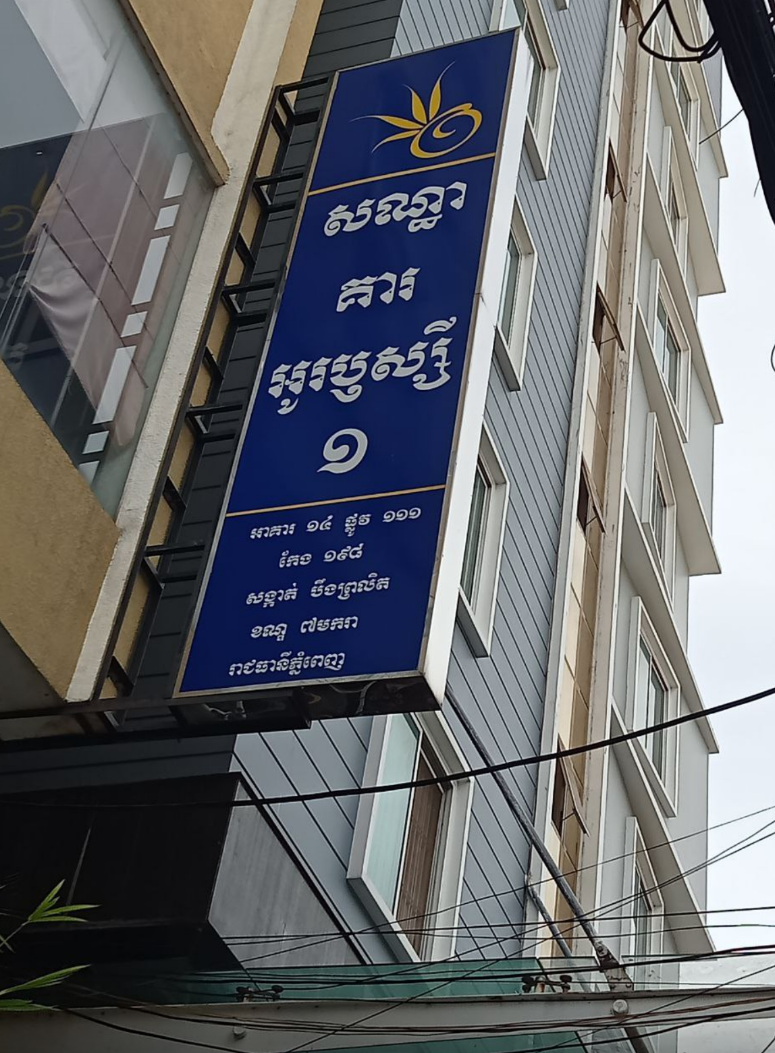 សណ្ឋា
គារ
អូរប្ញស្ស៊ី
១
អាគារ ១៤ ផ្លូវ ១១១
កែង ១៩៨
សង្កាត់ បឹងព្រលិត
ខណ្ឌ ៧មករា
រាជធានីភ្នំពេញ